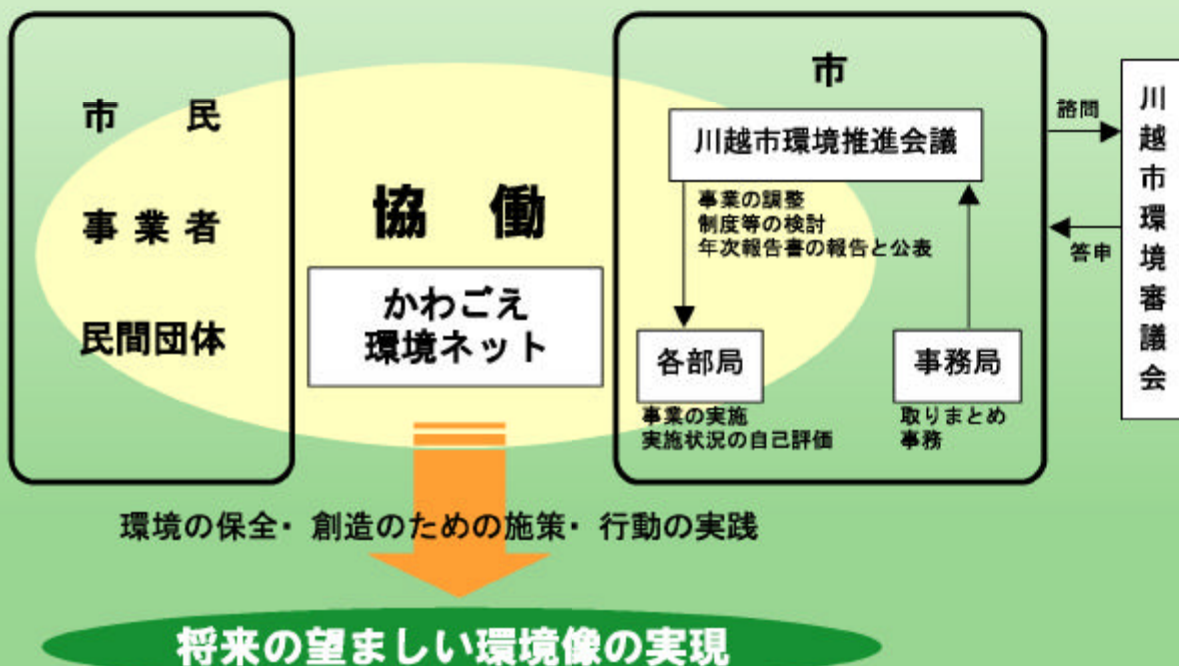 市 民
事 業 者
民間団体
協 働
かわごえ
環境ネット
市
川越市環境推進会議
事業の調整
制度等の検討
年次報告書の報告と公表
各部局
事業の実施
実施状況の自己評価
事務局
取りまとめ
事務
諮問
答申
川越市環境審議会
環境の保全・創造のための施策・行動の実践
将来の望ましい環境像の実現